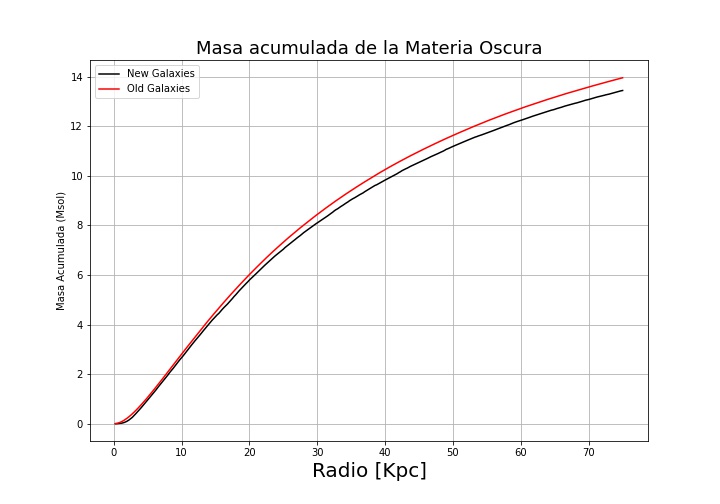 Masa acumulada de la Materia Oscura
New Galaxies
Old Galaxies
Masa Acumulada (Msol)
14
12
10
8
6
4
2
0
0 10 20 30 40 50 60 70
Radio [Kpc]